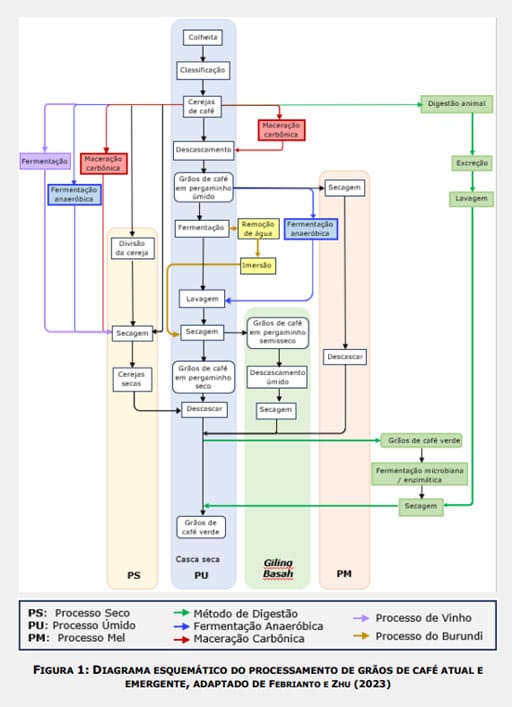 Colheita
Classificação
Cerejas
de café
Digestão animal
Maceração
carbônica
Fermentação
Maceração
carbônica
Descascamento
Excreção
Fermentação
anaeróbica
Grãos de café
em pergaminho
úmido
Secagem
Lavagem
Fermentação
Remoção
de água
Fermentação
anaeróbica
Divisão
da cereja
Imersão
Lavagem
Secagem
Secagem
Grãos de café
em pergaminho
semisseco
Descascar
Cerejas
secas
Grãos de café
em pergaminho
seco
Descascamento
úmido
Descascar
Secagem
Grãos de café verde
Fermentação microbiana
/ enzimática
Secagem
Grãos de
café verde
Casca seca
Giling
Basah
PS
PU
PM
PS: Processo Seco
PU: Processo Úmido
PM: Processo Mel
Método de Digestão
Fermentação Anaeróbica
Maceração Carbônica
Processo de Vinho
Processo do Burundi
FIGURA 1: DIAGRAMA ESQUEMÁTICO DO PROCESSAMENTO DE GRÃOS DE CAFÉ ATUAL E
EMERGENTE, ADAPTADO DE FEBRIANTO E ZHU (2023)